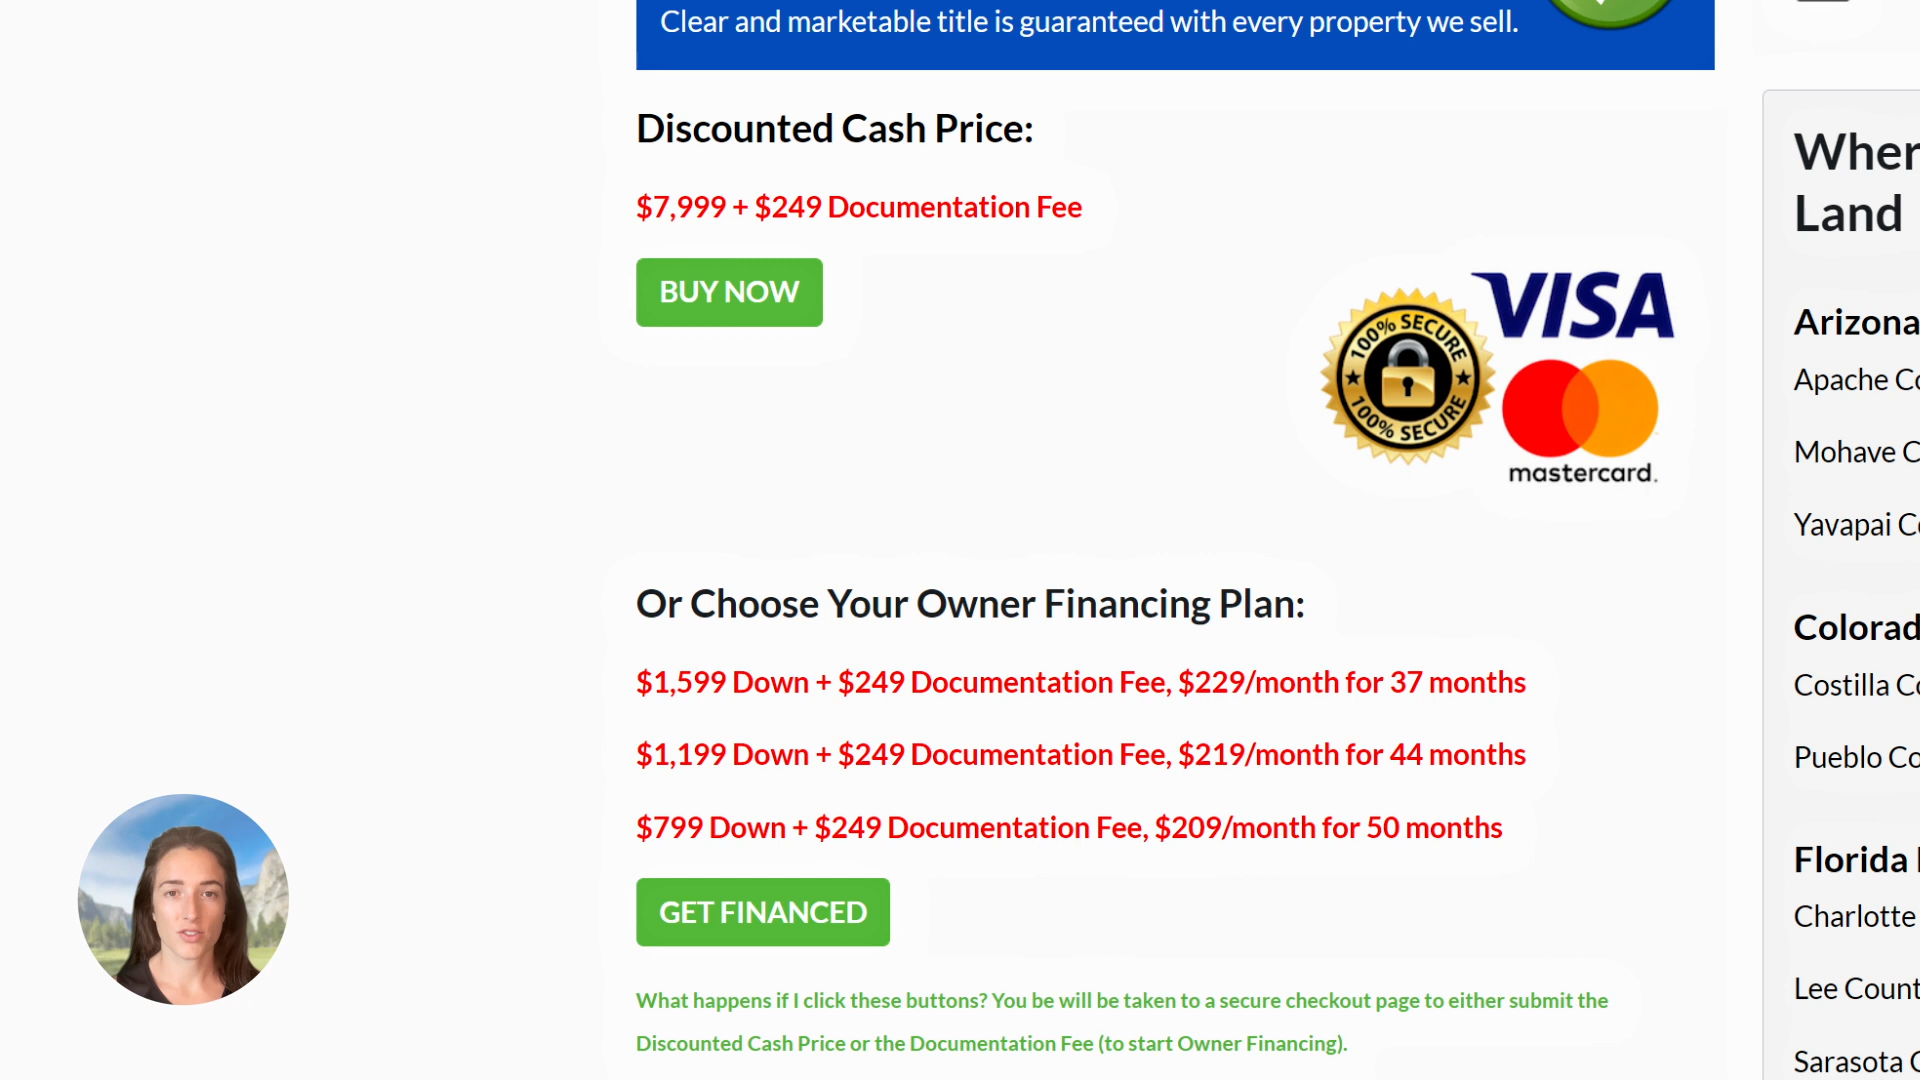 Clear and marketable title is guaranteed with every property we sell.
Discounted Cash Price:
$7,999 + $249 Documentation Fee
BUY NOW
100% SECURE
100% SECURE
VISA
mastercard.
Or Choose Your Owner Financing Plan:
$1,599 Down + $249 Documentation Fee, $229/month for 37 months
$1,199 Down + $249 Documentation Fee, $219/month for 44 months
$799 Down + $249 Documentation Fee, $209/month for 50 months
GET FINANCED
What happens if I click these buttons? You be will be taken to a secure checkout page to either submit the
Discounted Cash Price or the Documentation Fee (to start Owner Financing).
Land
Arizona
Apache
Mohave
Yavapai
Costilla
Pueblo
Florida
Charlotte
Lee
Sarasota